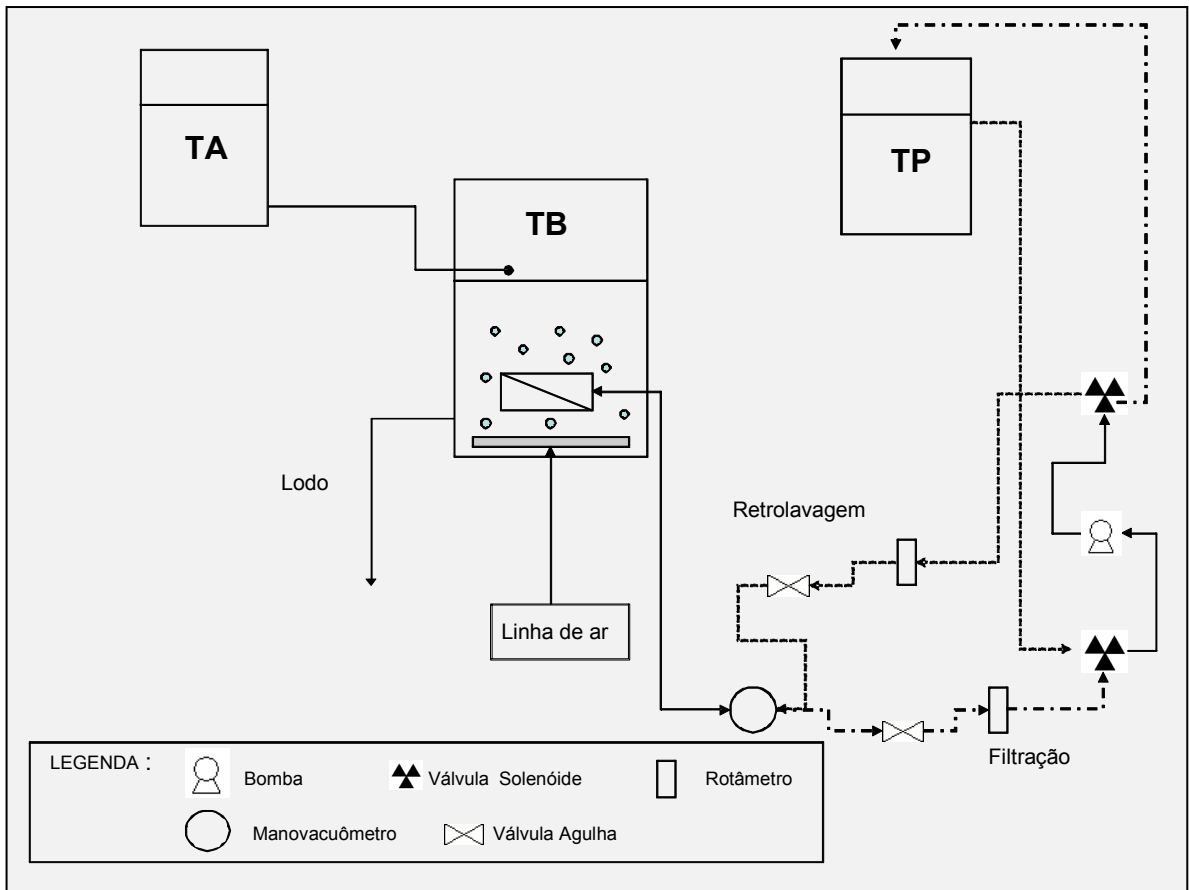 TA
TP
TB
Lodo
Retrolavagem
Linha de ar
Filtração
LEGENDA :
Bomba
Válvula Solenóide
Rotâmetro
Manovacuômetro
Válvula Agulha